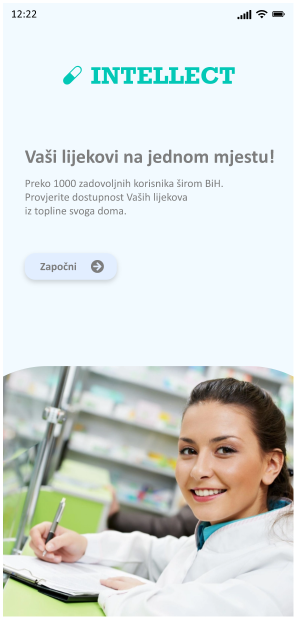 12:22
INTELLECT
Vaši lijekovi na jednom mjestu!
Preko 1000 zadovoljnih korisnika širom BiH.
Provjerite dostupnost Vaših lijekova
iz topline svoga doma.
Započni